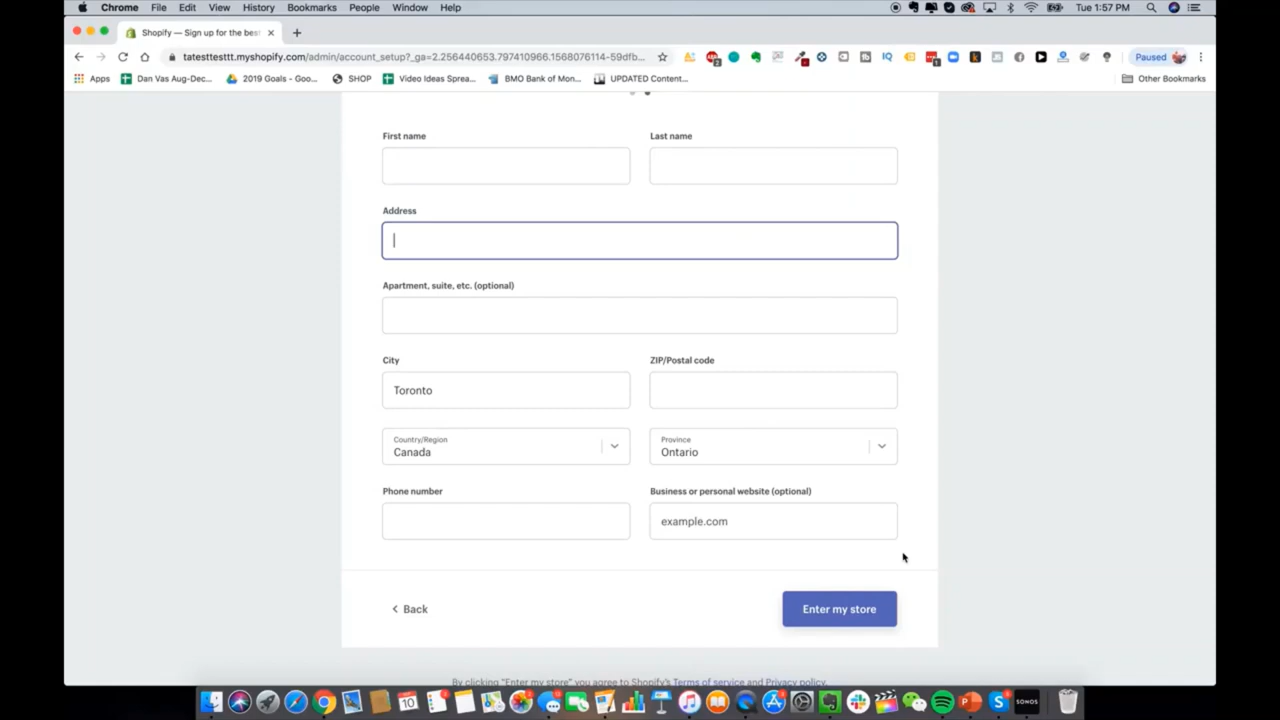 Chrome File Edit View History Bookmarks People Window Help Tue 1:57 PM
Shopify — Sign up for the bes
tatesttesttt.myshopify.com/admin/account_setup?_ga=2.256440653.797410966.1568076114-59dfb... Paused
Apps Dan Vas Aug-Dec... 2019 Goals - Goo... SHOP Video Ideas Sprea... BMO Bank of Mon... UPDATED Conten... Other Bookmarks
First name Last name
Address
Apartment, suite, etc. (optional)
City ZIP/Postal code
Toronto
Country/Region Province
Canada Ontario
Phone number Business or personal website (optional)
example.com
Back Enter my store
By clicking "Enter my store" you agree to Shopify's Terms of service and Privacy policy.
10 SONOS